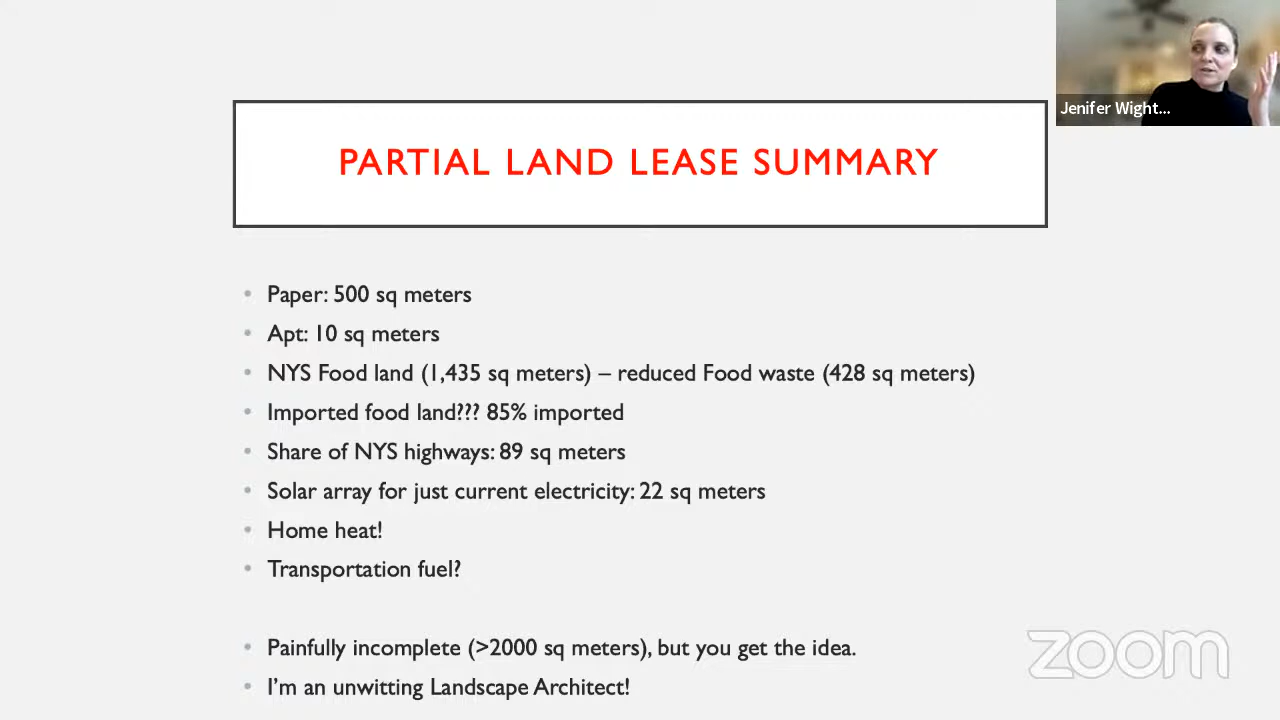 Jenifer Wight...
PARTIAL LAND LEASE SUMMARY
• Paper: 500 sq meters
• Apt: 10 sq meters
• NYS Food land (1,435 sq meters) – reduced Food waste (428 sq meters)
• Imported food land??? 85% imported
• Share of NYS highways: 89 sq meters
• Solar array for just current electricity: 22 sq meters
• Home heat!
• Transportation fuel?
• Painfully incomplete (>2000 sq meters), but you get the idea.
• I'm an unwitting Landscape Architect!
zoom